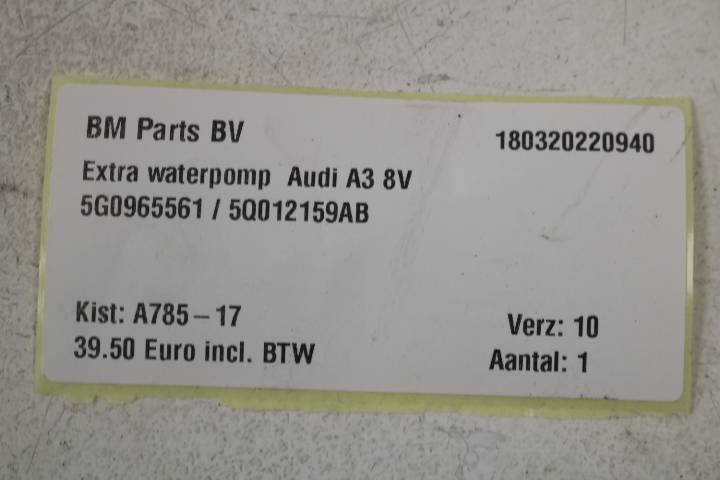 BM Parts BV
180320220940
Extra waterpomp Audi A3 8V
5G0965561 / 5Q012159AB
Kist: A785-17
Verz: 10
39.50 Euro incl. BTW
Aantal: 1